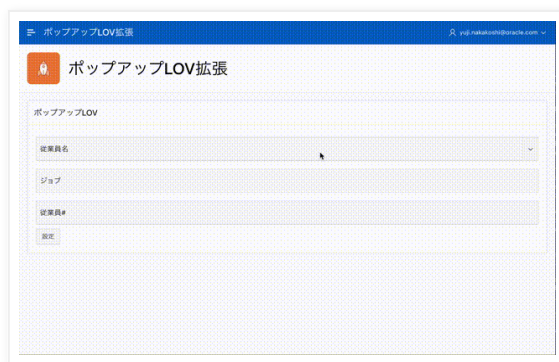 ポップアップLOV拡張
yuji.nakakoshi@oracle.com
ポップアップLOV拡張
ポップアップLOV
従業員名
ジョブ
従業員#
設定